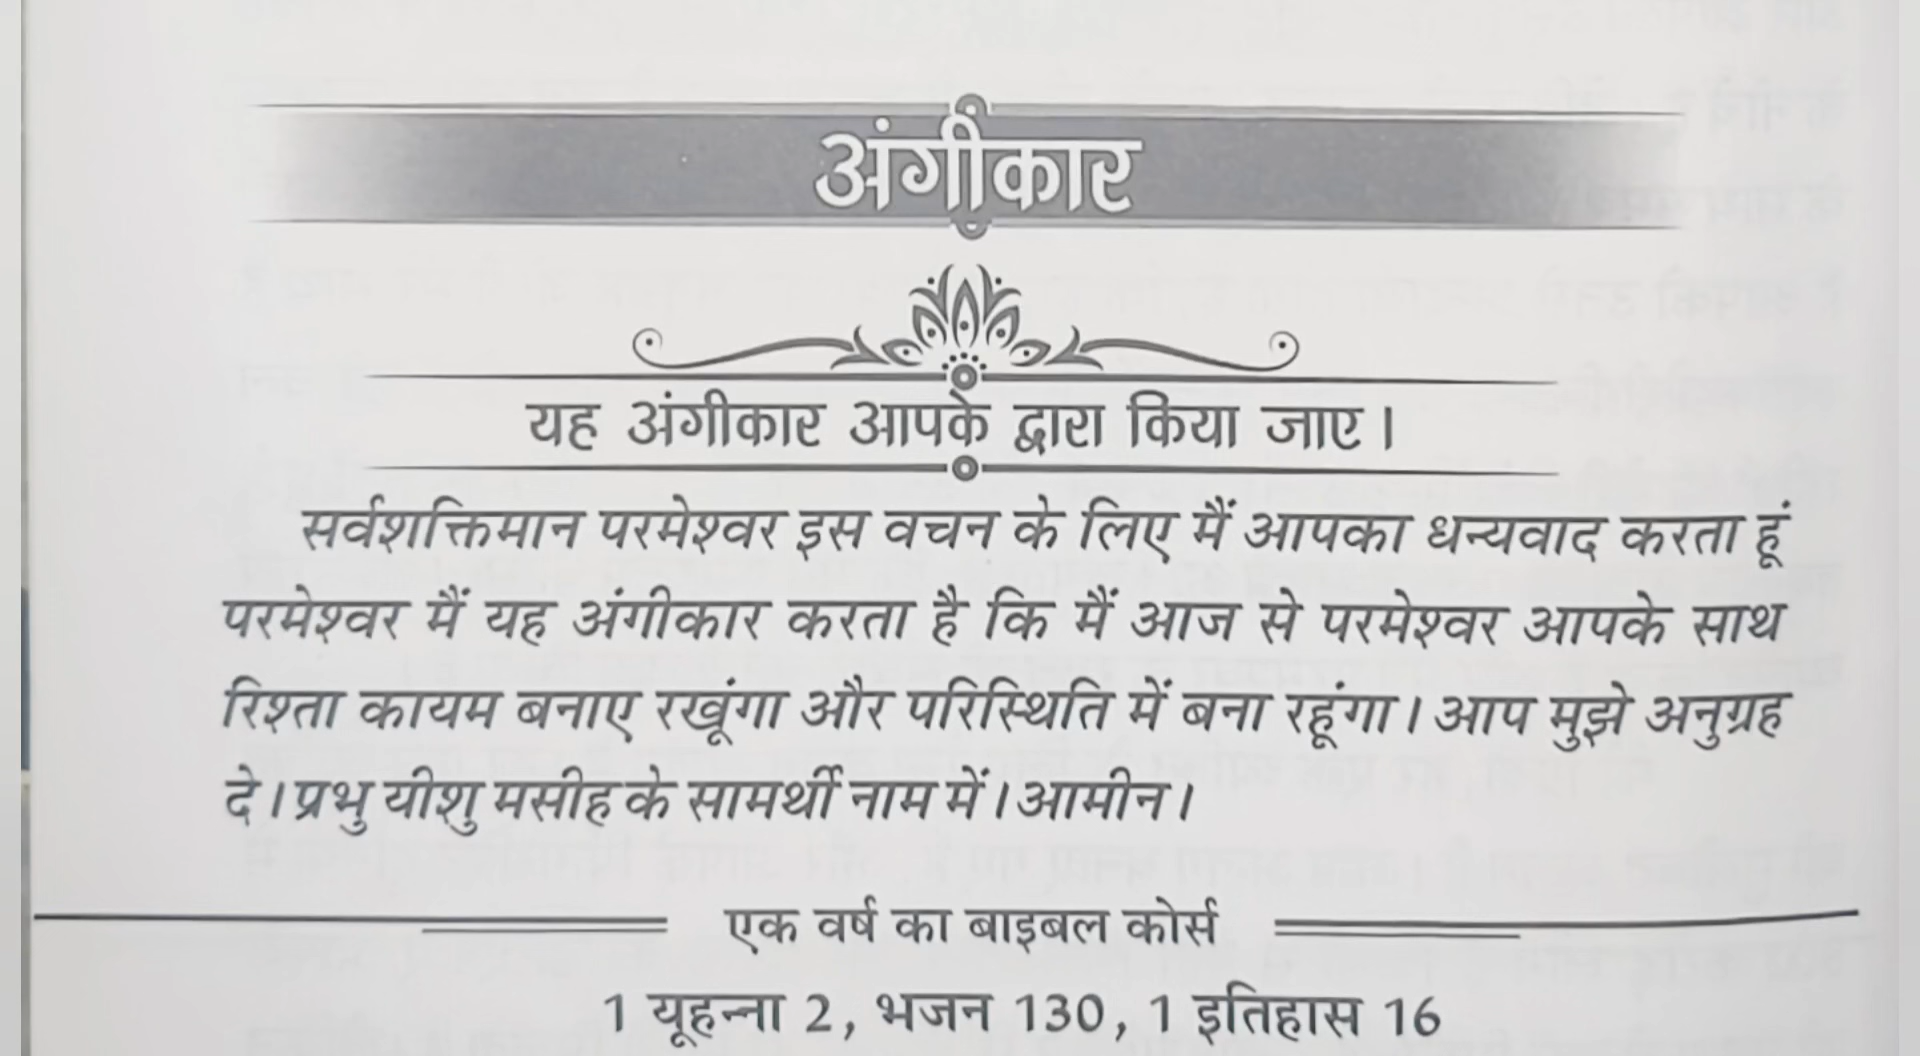 अंगीकार
यह अंगीकार आपके द्वारा किया जाए।
सर्वशक्तिमान परमेश्वर इस वचन के लिए मैं आपका धन्यवाद करता हूं
परमेश्वर मैं यह अंगीकार करता है कि मैं आज से परमेश्वर आपके साथ
रिश्ता कायम बनाए रखूंगा और परिस्थिति में बना रहूंगा। आप मुझे अनुग्रह
दे। प्रभु यीशु मसीह के सामर्थी नाम में। आमीन।
एक वर्ष का बाइबल कोर्स
1 यूहन्ना 2, भजन 130, 1 इतिहास 16